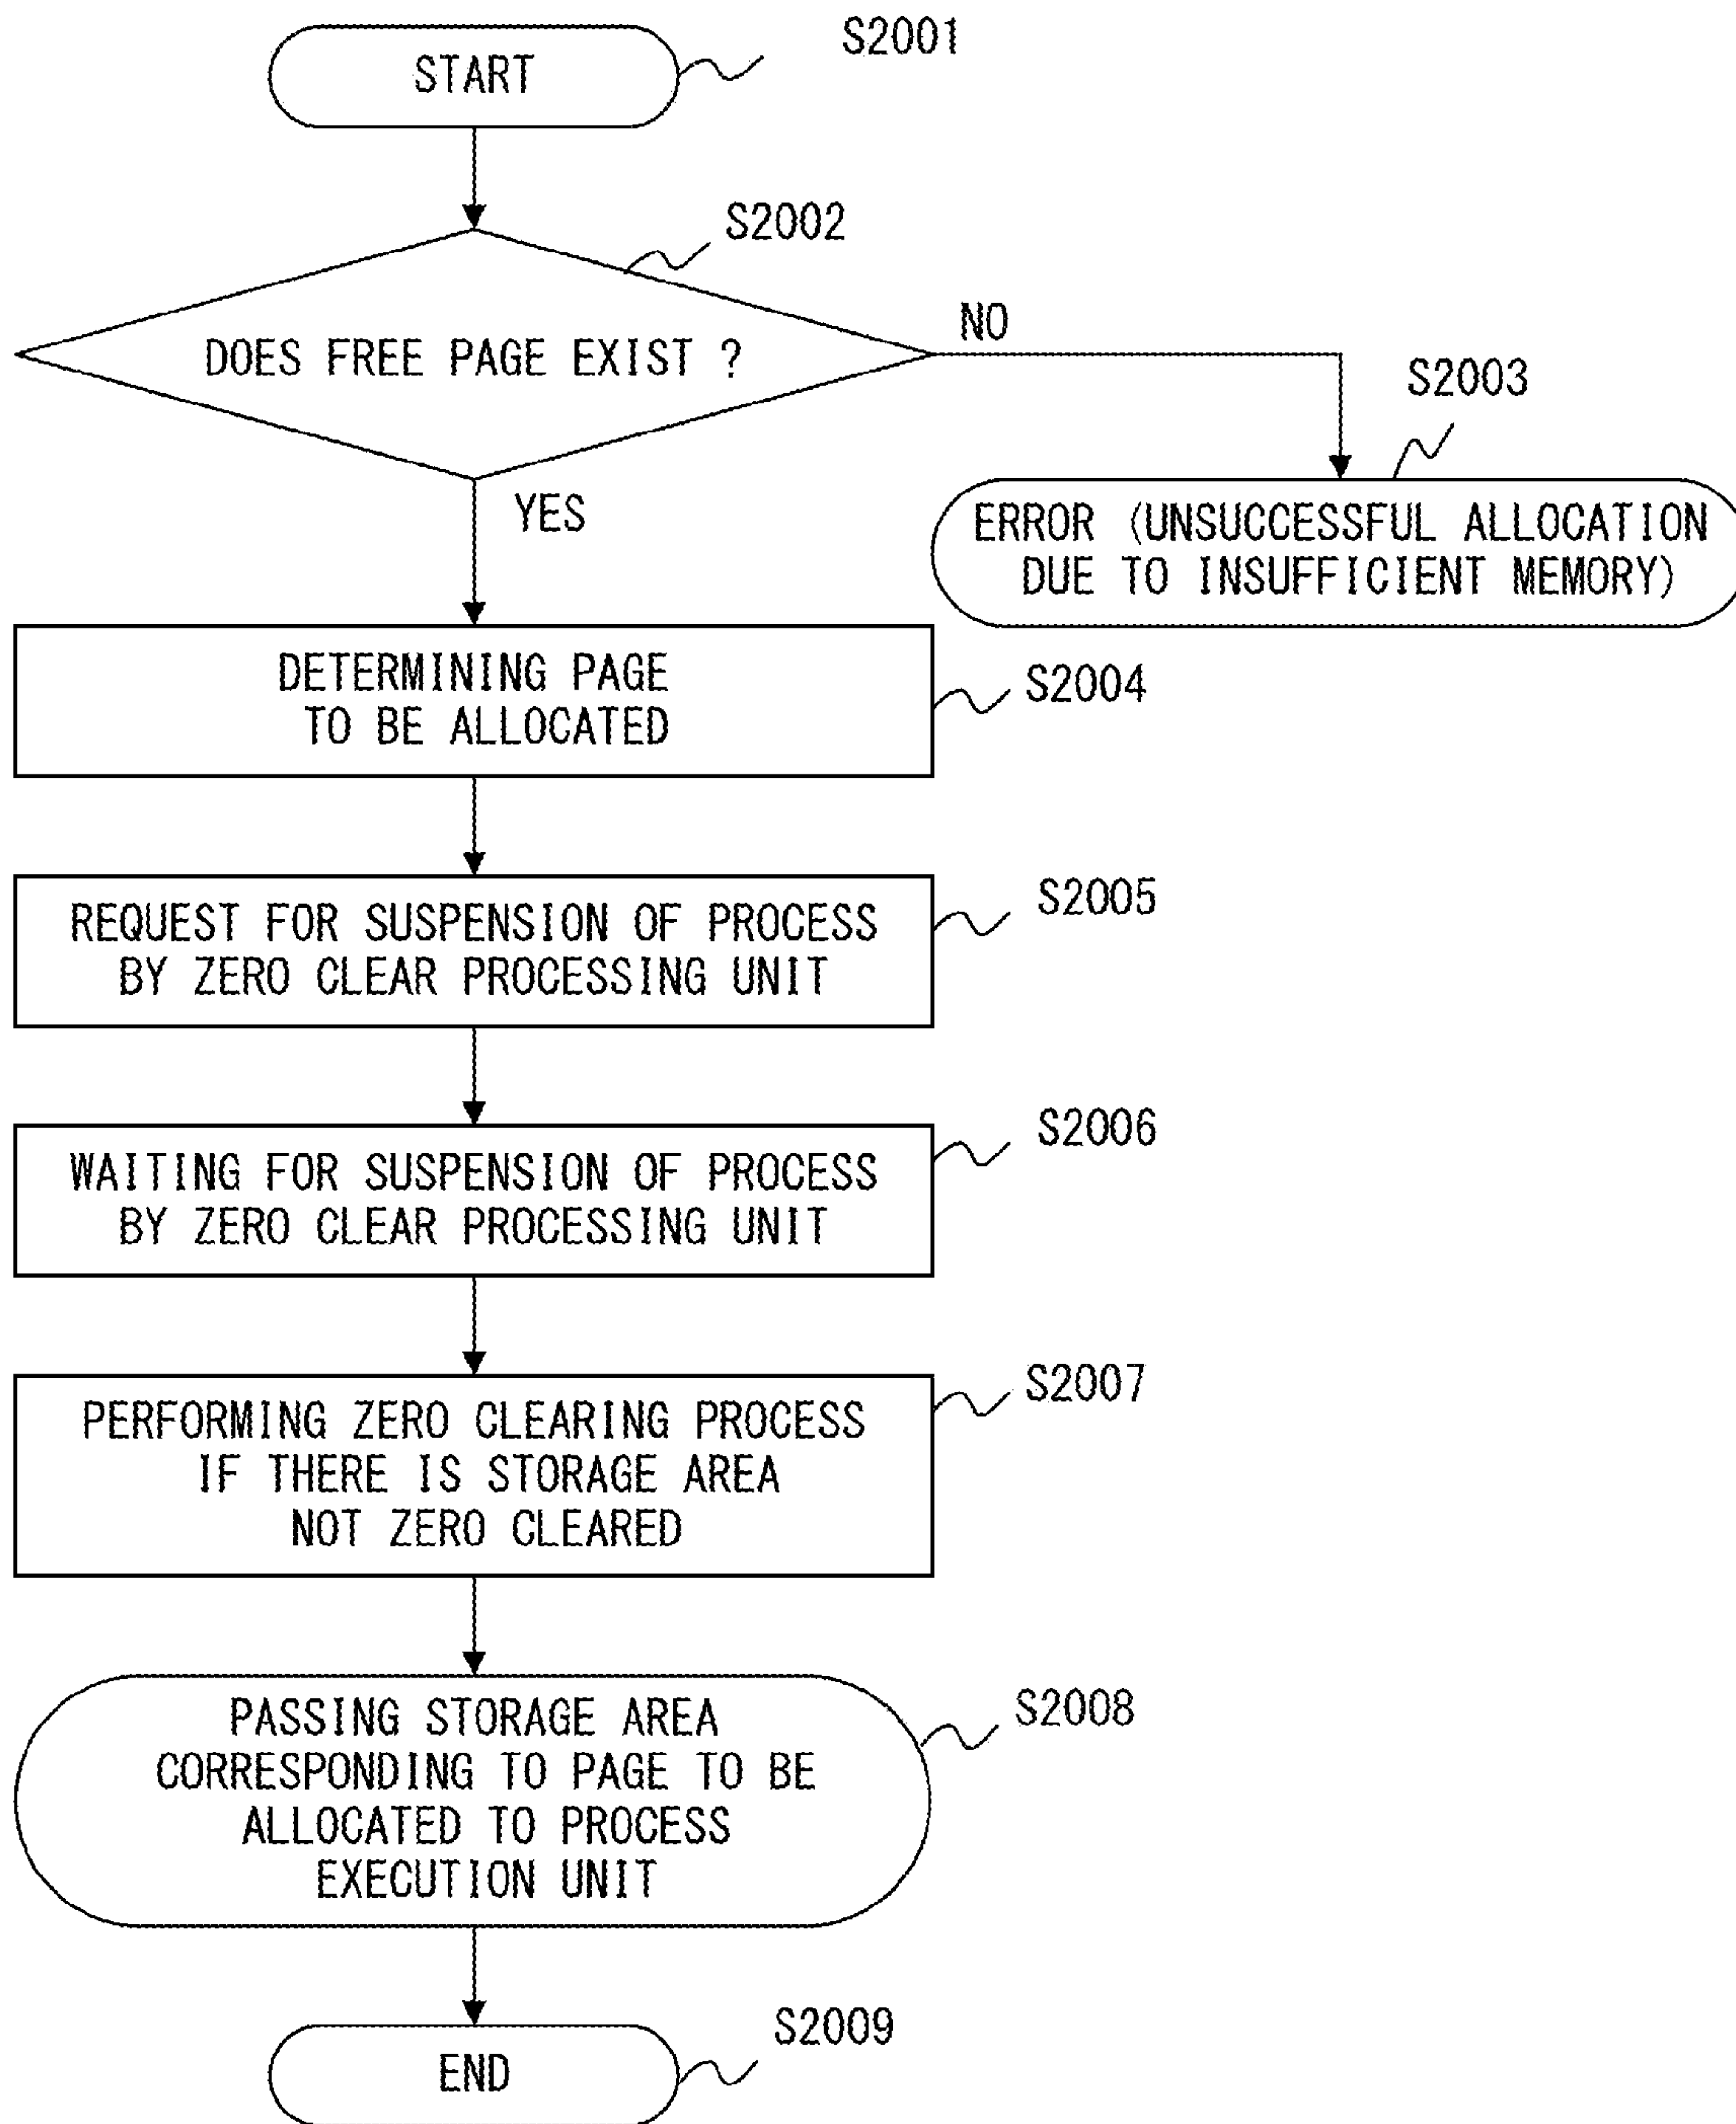 START
S2001
S2002
DOES FREE PAGE EXIST ?
NO
YES
S2003
ERROR (UNSUCCESSFUL ALLOCATION
DUE TO INSUFFICIENT MEMORY)
DETERMINING PAGE
TO BE ALLOCATED
S2004
REQUEST FOR SUSPENSION OF PROCESS
BY ZERO CLEAR PROCESSING UNIT
S2005
WAITING FOR SUSPENSION OF PROCESS
BY ZERO CLEAR PROCESSING UNIT
S2006
PERFORMING ZERO CLEARING PROCESS
IF THERE IS STORAGE AREA
NOT ZERO CLEARED
S2007
PASSING STORAGE AREA
CORRESPONDING TO PAGE TO BE
ALLOCATED TO PROCESS
EXECUTION UNIT
S2008
END
S2009